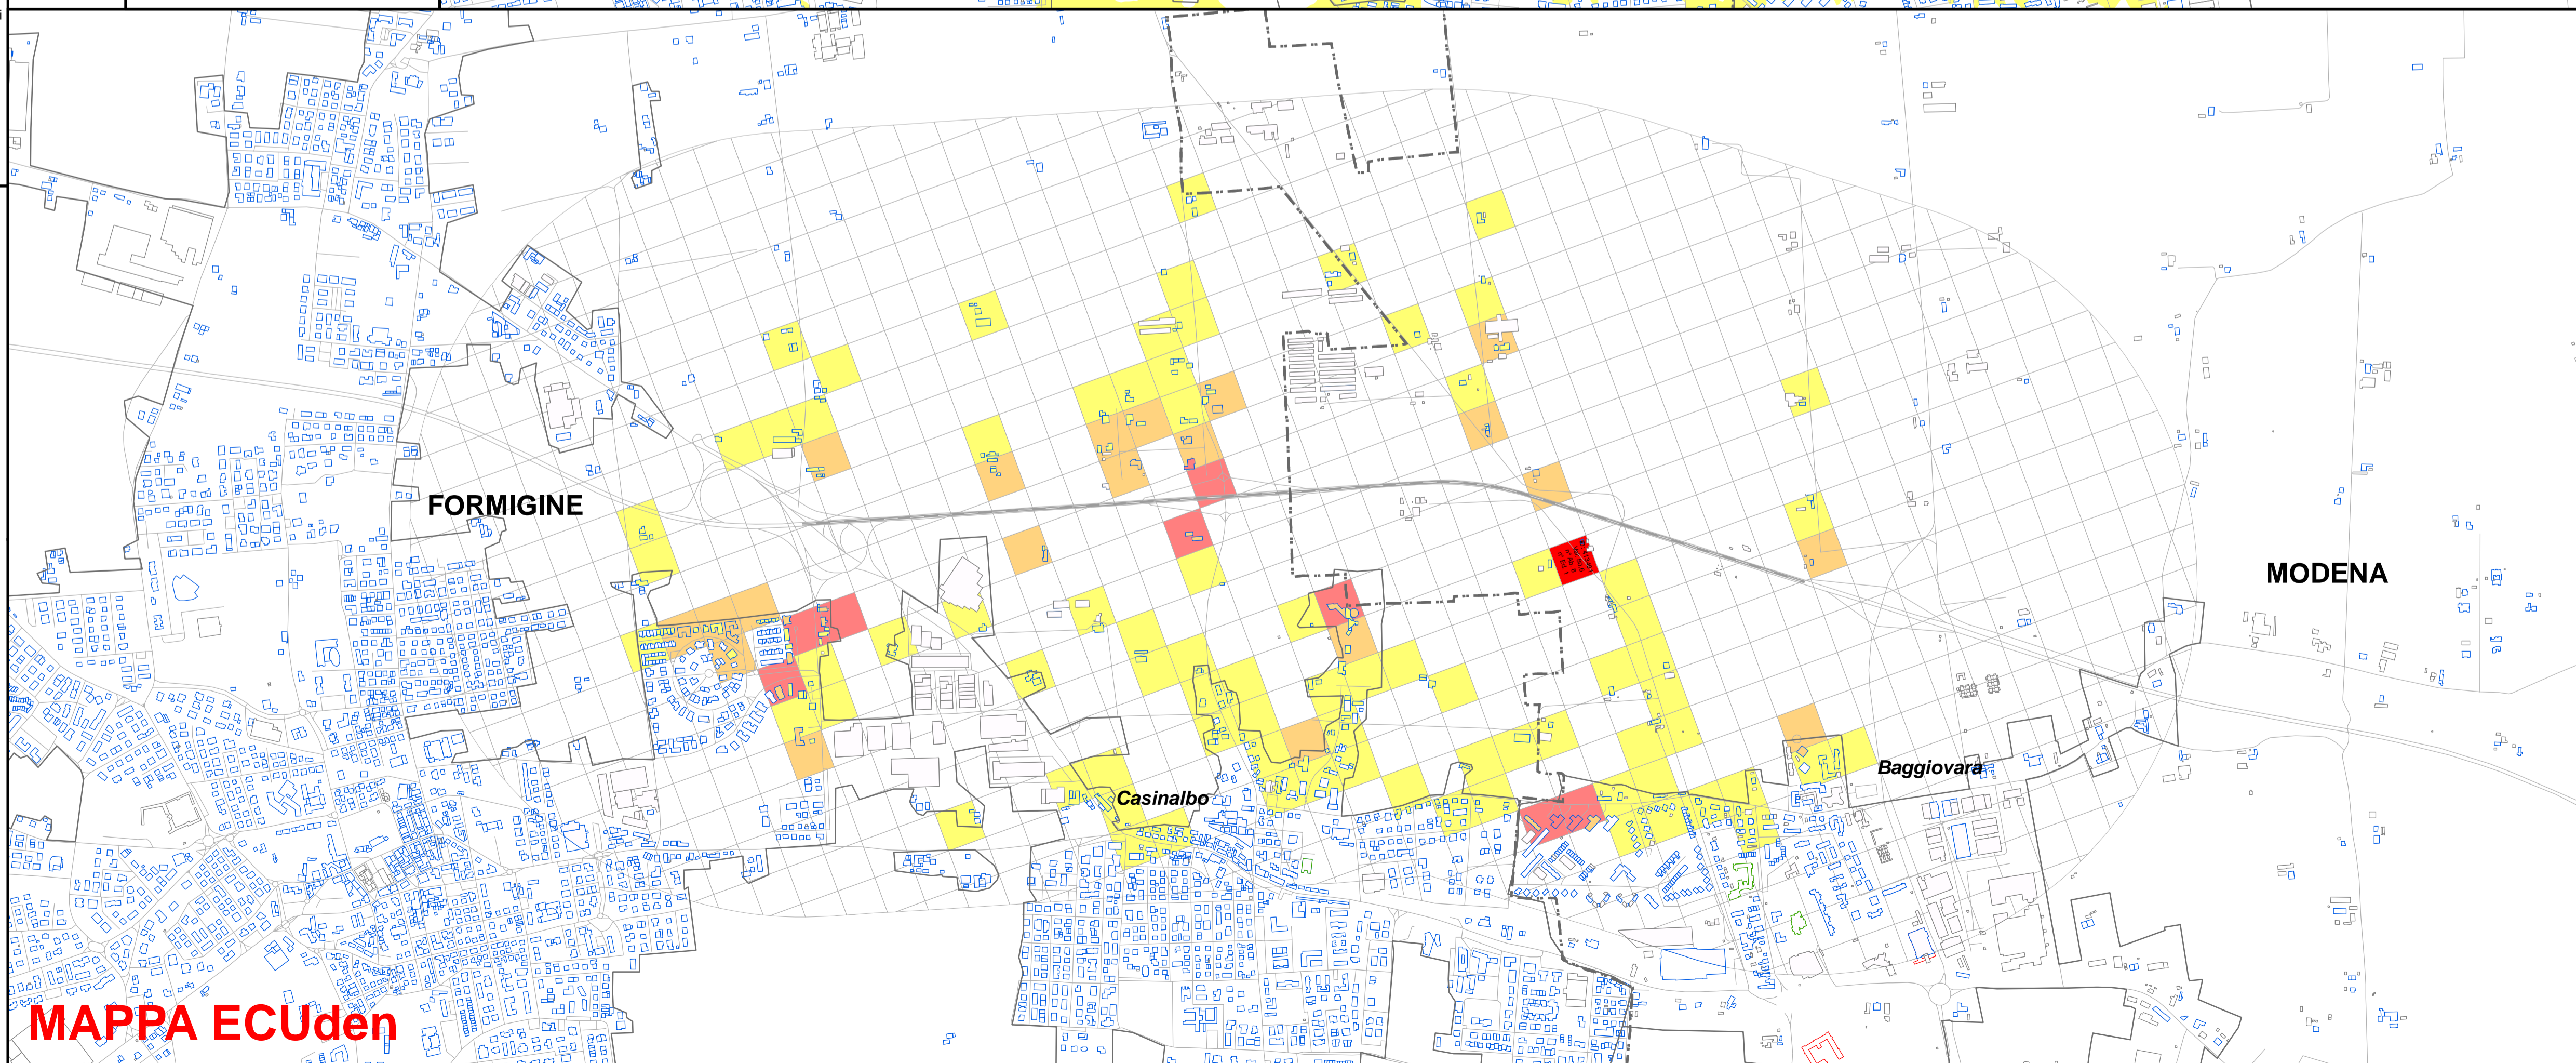 FORMIGINE
MODENA
Baggiovara
Casinalbo
MAPPA ECUden